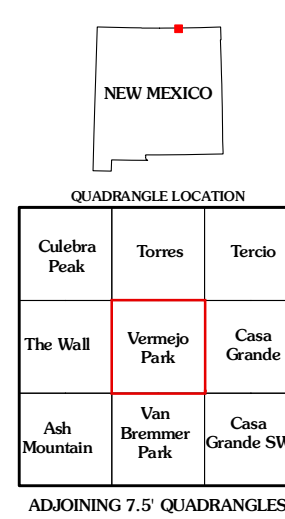 NEW MEXICO
QUADRANGLE LOCATION
Culebra Peak
Torres
Tercio
The Wall
Vermejo Park
Casa Grande
Ash Mountain
Van Bremmer Park
Casa Grande SW
ADJOINING 7.5' QUADRANGLES